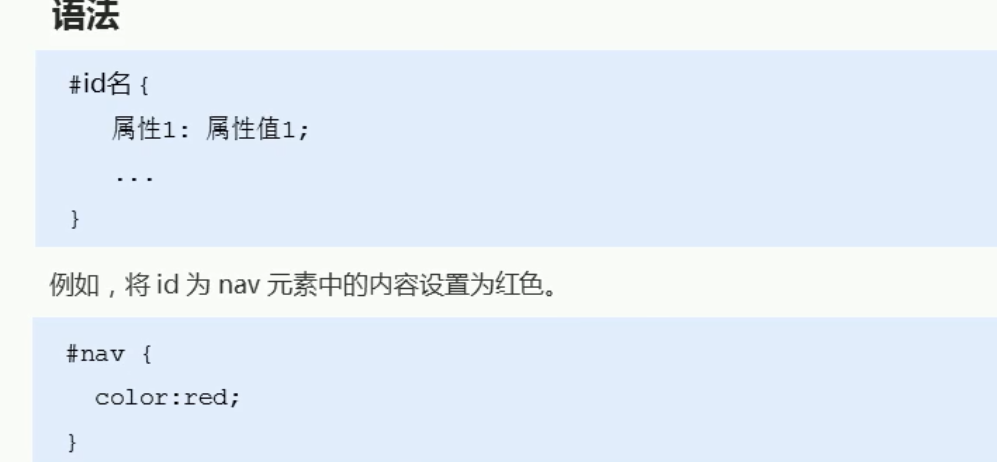 语法
#id名{
属性1: 属性值1;
...
}
例如，将 id 为 nav 元素中的内容设置为红色。
#nav {
color:red;
}